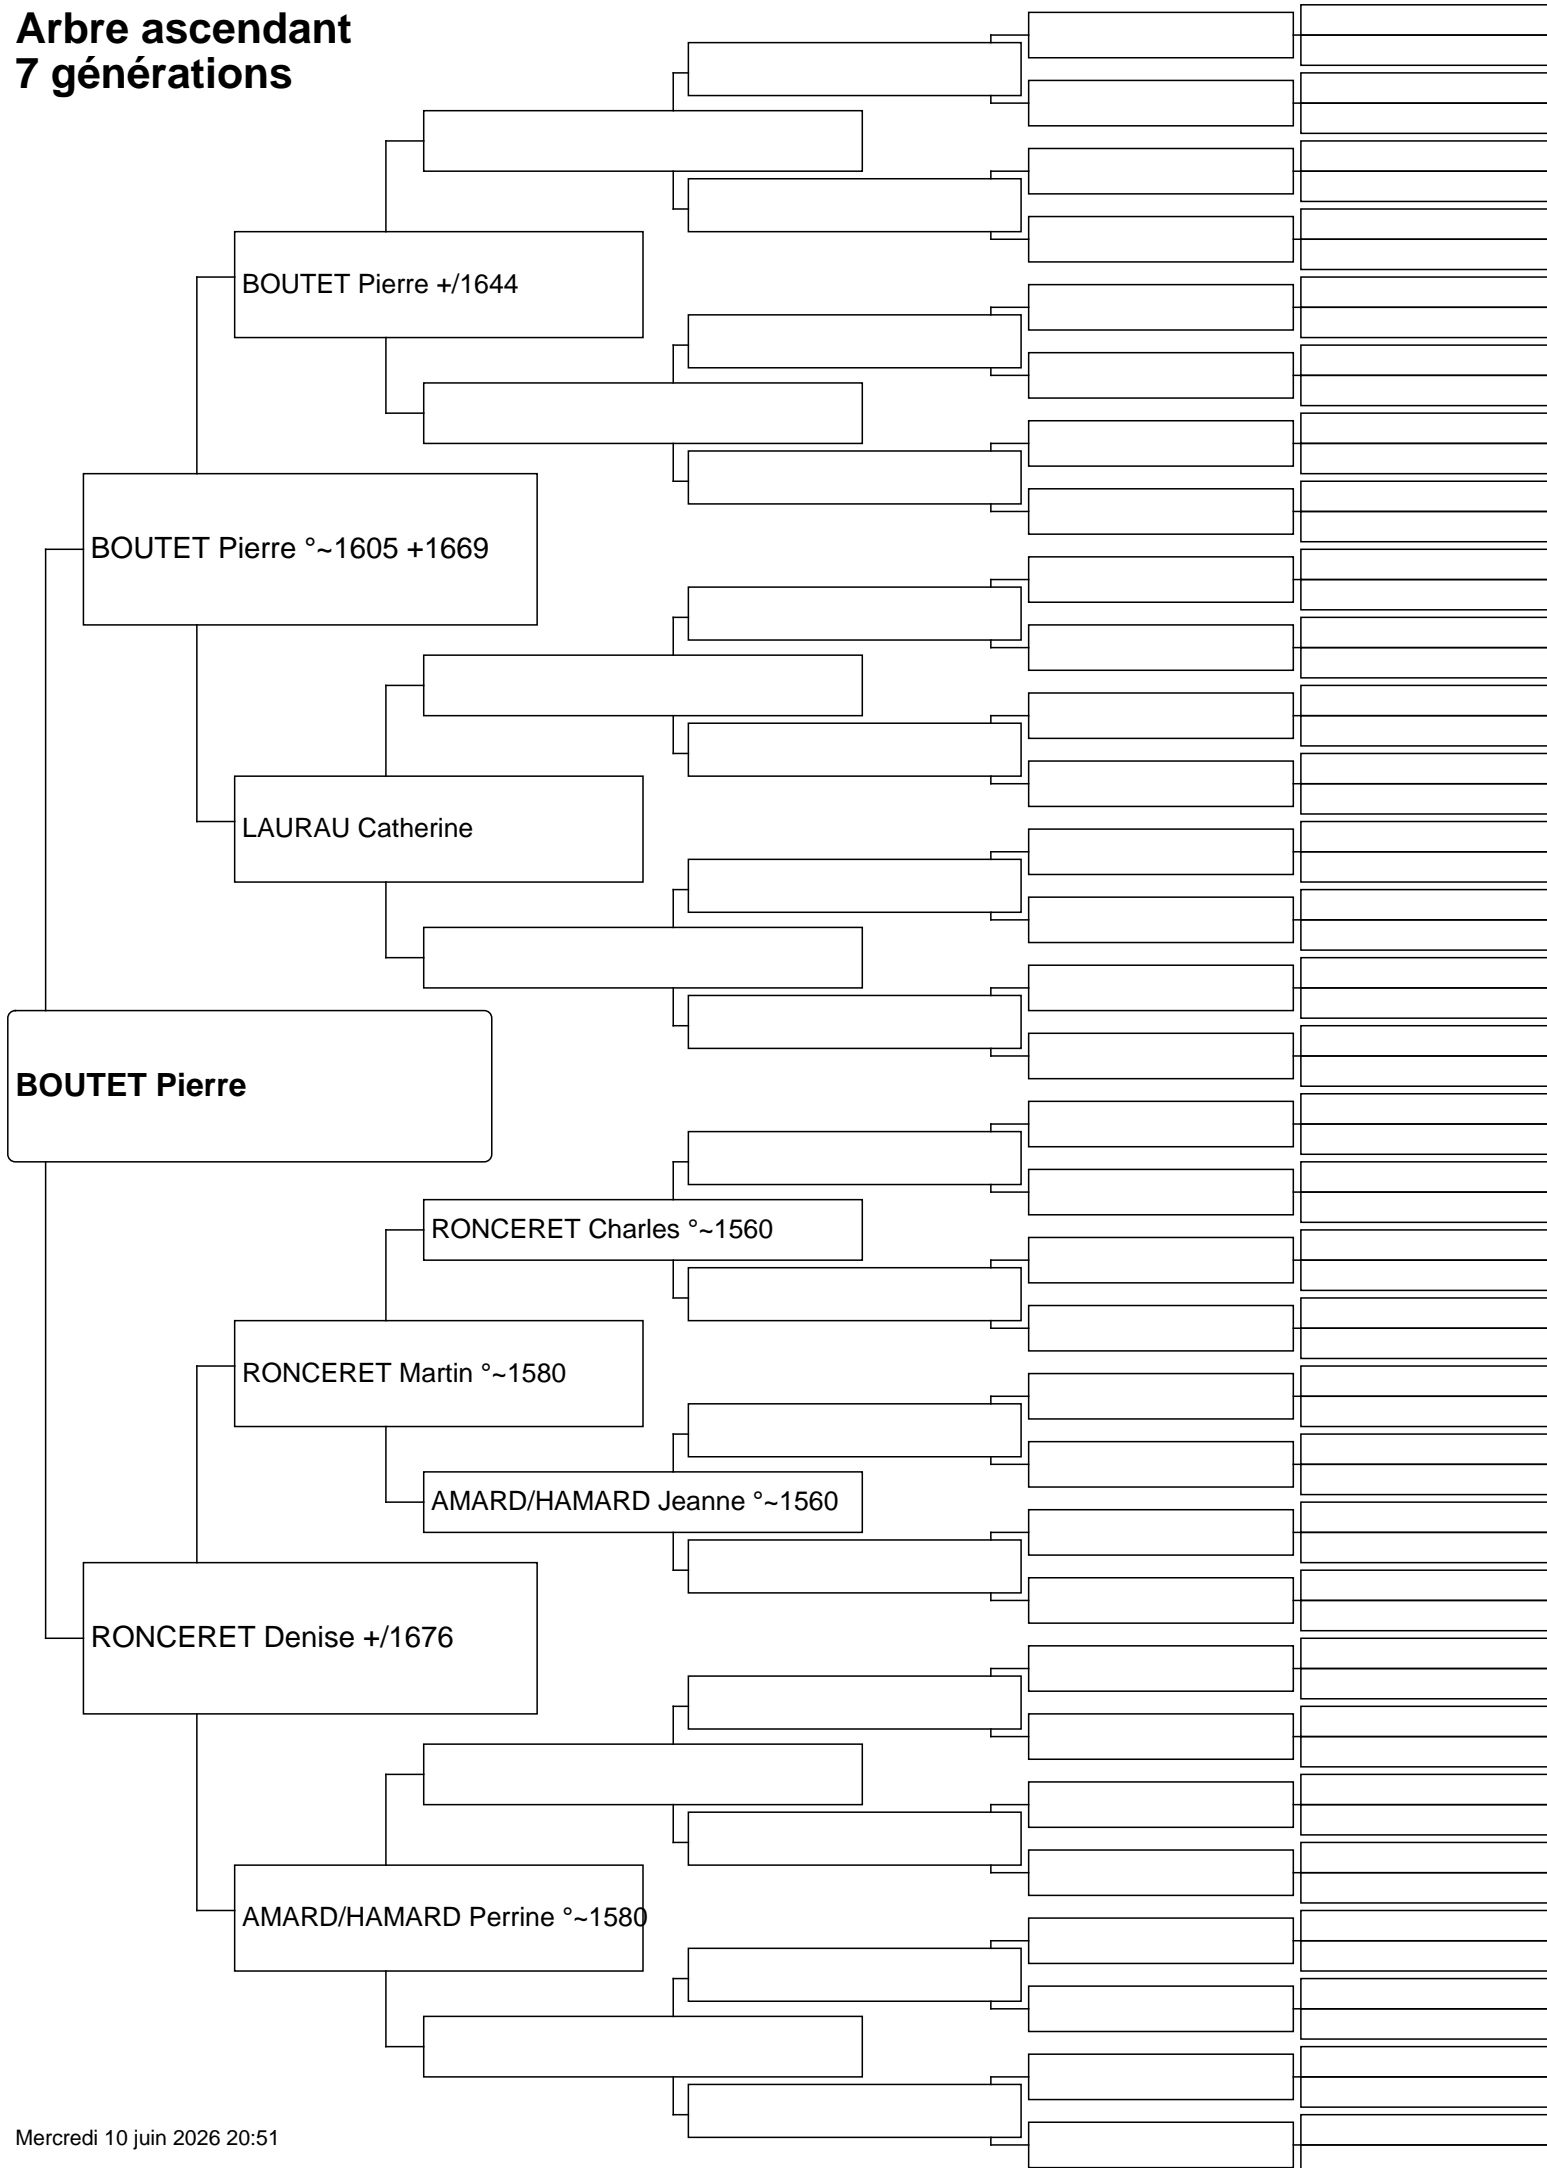 Arbre ascendant
7 générations
BOUTET Pierre +/1644
BOUTET Pierre °~1605 +1669
LAURAU Catherine
BOUTET Pierre
RONCERET Charles °~1560
RONCERET Martin °~1580
AMARD/HAMARD Jeanne °~1560
RONCERET Denise +/1676
AMARD/HAMARD Perrine °~1580
Mercredi 10 juin 2026 20:51